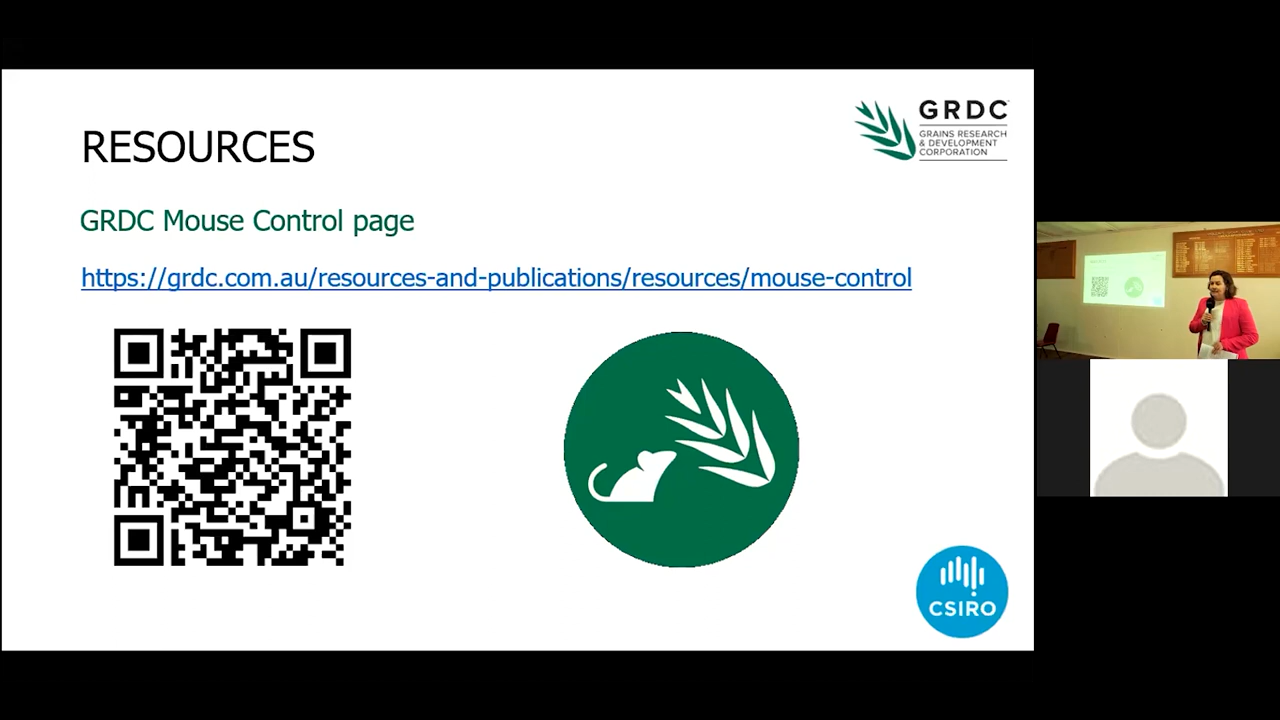 RESOURCES
GRDC
GRAINS RESEARCH
& DEVELOPMENT
CORPORATION
GRDC Mouse Control page
https://grdc.com.au/resources-and-publications/resources/mouse-control
CSIRO